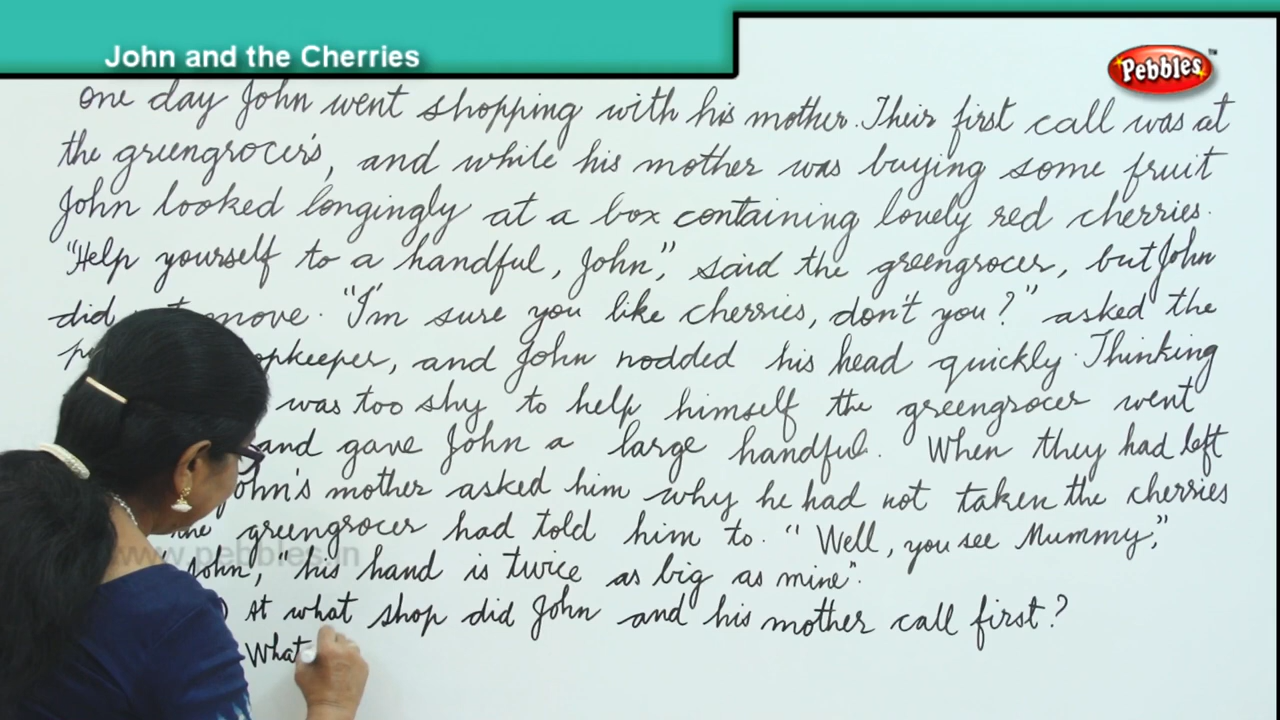 John and the Cherries
Pebbles™
One day John went shopping with his mother. Their first call was at
the greengrocer's, and while his mother was buying some fruit
John looked longingly at a box containing lovely red cherries.
"Help yourself to a handful, John", said the greengrocer, but John
did move. "I'm sure you like cherries, don't you?" asked the
and John nodded his head quickly. Thinking
was too shy to help himself the greengrocer went
and gave John a large handful. When they had left
John's mother asked him why he had not taken the cherries
the greengrocer had told him to. "Well, you see Mummy",
John, "his hand is twice as big as mine".
At what shop did John and his mother call first?
What
www.pebbles.in